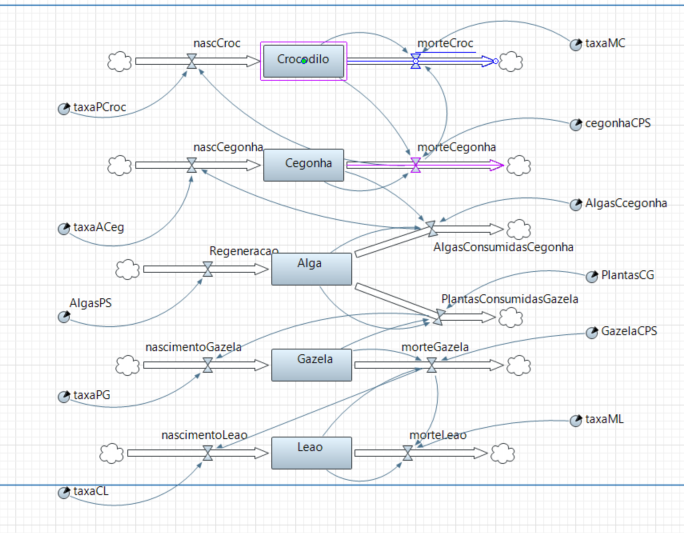 nascCroc
morteCroc
taxaMC
Crocodilo
taxaPCroc
cegonhaCPS
nascCegonha
morteCegonha
Cegonha
AlgasCcegonha
taxaACeg
AlgasConsumidasCegonha
Regeneracao
Alga
PlantasCG
PlantasConsumidasGazela
AlgasPS
GazelaCPS
nascimentoGazela
morteGazela
Gazela
taxaPG
taxaML
nascimentoLeao
morteLeao
Leao
taxaCL